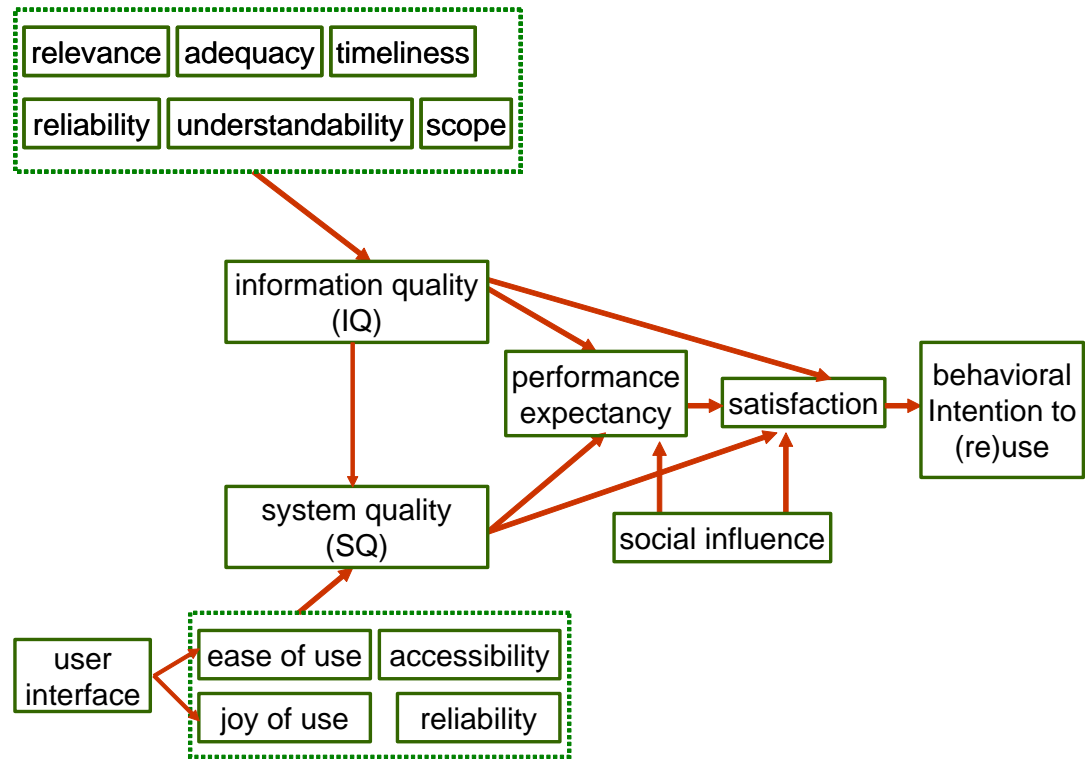 relevance adequacy timeliness
reliability understandability scope
information quality
(IQ)
performance
expectancy
satisfaction
behavioral
Intention to
(re)use
system quality
(SQ)
social influence
user
interface
ease of use accessibility
joy of use reliability